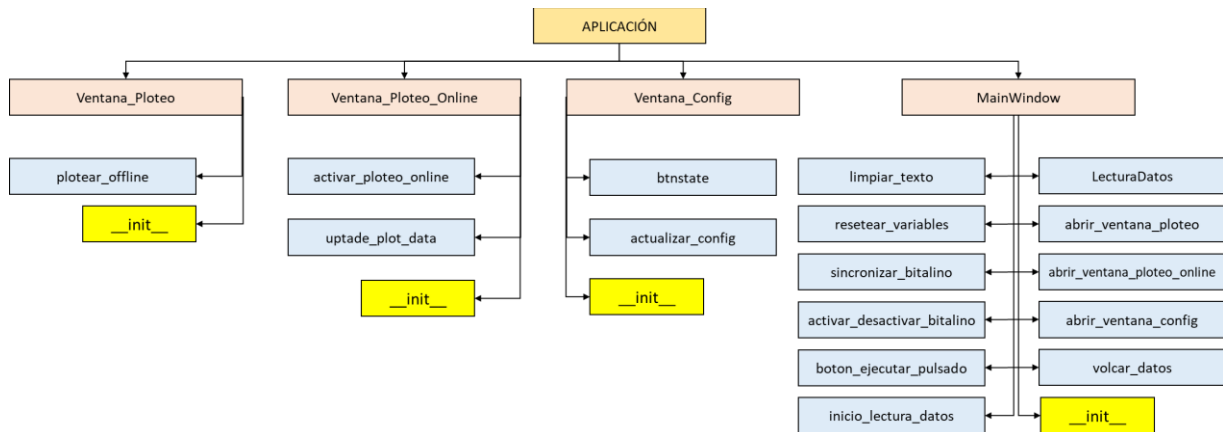 APLICACIÓN
Ventana_Ploteo
Ventana_Ploteo_Online
Ventana_Config
MainWindow
plotear_offline
__init__
activar_ploteo_online
uptade_plot_data
__init__
btnstate
actualizar_config
__init__
limpiar_texto
LecturaDatos
resetear_variables
abrir_ventana_ploteo
sincronizar_bitalino
abrir_ventana_ploteo_online
activar_desactivar_bitalino
abrir_ventana_config
boton_ejecutar_pulsado
volcar_datos
inicio_lectura_datos
__init__